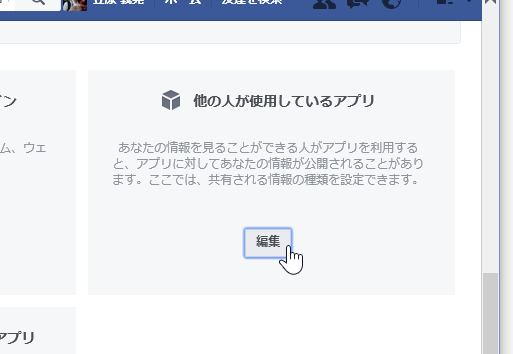 ホーム
友達を検索
イン
他の人が使用しているアプリ
ム、ウェ
あなたの情報を見ることができる人がアプリを利用する
と、アプリに対してあなたの情報が公開されることがあり
ます。ここでは、共有される情報の種類を設定できます。
編集
アプリ